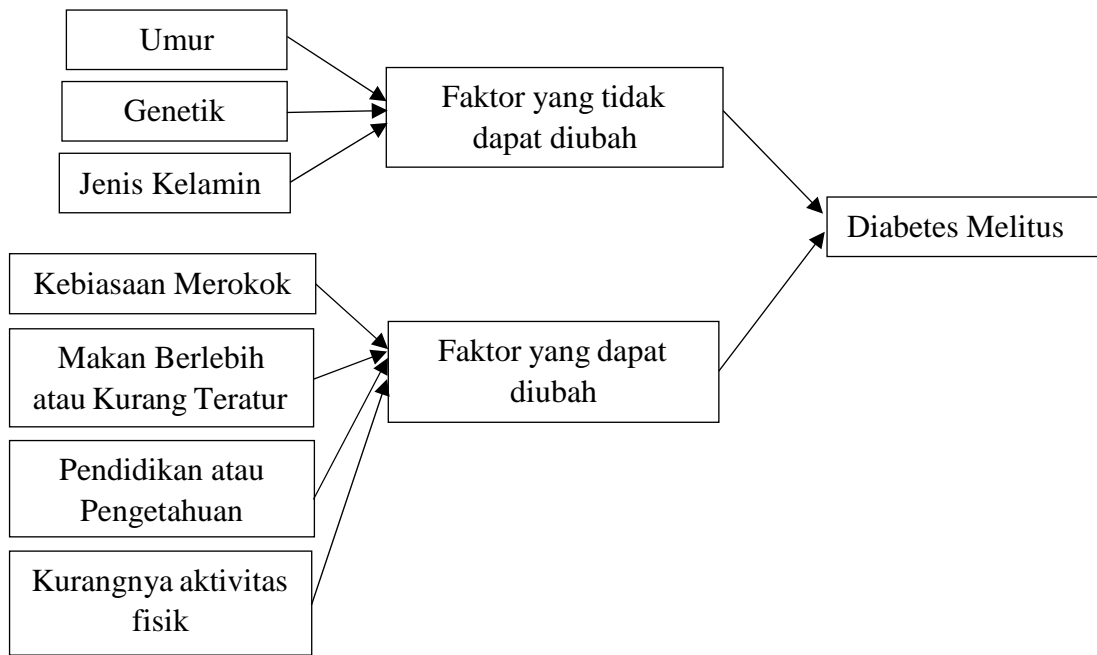 Umur
Genetik
Jenis Kelamin
Faktor yang tidak
dapat diubah
Diabetes Melitus
Kebiasaan Merokok
Makan Berlebih
atau Kurang Teratur
Pendidikan atau
Pengetahuan
Kurangnya aktivitas
fisik
Faktor yang dapat
diubah